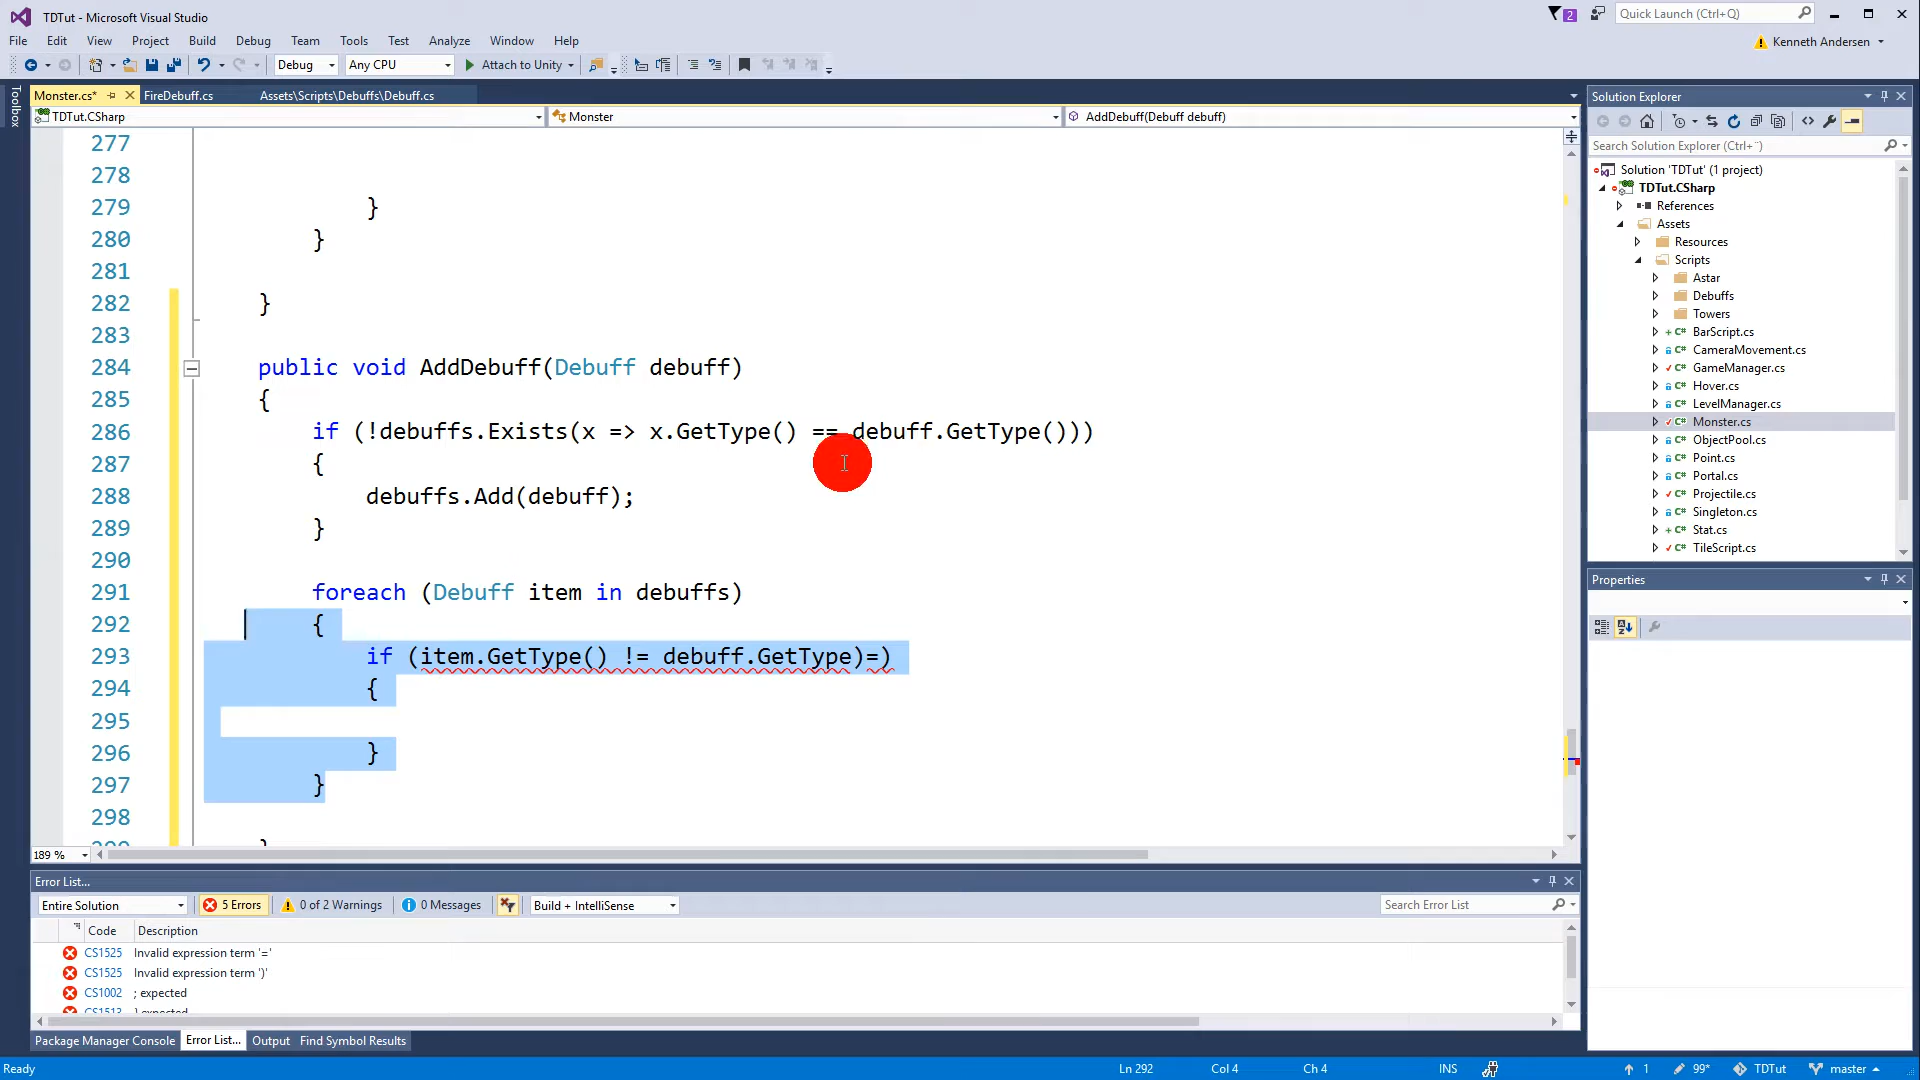 TDTut - Microsoft Visual Studio
2
Quick Launch (Ctrl+Q)
File Edit View Project Build Debug Team Tools Test Analyze Window Help
Kenneth Andersen
Debug Any CPU Attach to Unity
Toolbox
Monster.cs* FireDebuff.cs Assets\Scripts\Debuffs\Debuff.cs
TDTut.CSharp Monster AddDebuff(Debuff debuff)
277
278
279 }
280 }
281
282 }
283
284 public void AddDebuff(Debuff debuff)
285 {
286 if (!debuffs.Exists(x => x.GetType() == debuff.GetType()))
287 {
288 debuffs.Add(debuff);
289 }
290
291 foreach (Debuff item in debuffs)
292 {
293 if (item.GetType() != debuff.GetType)=)
294 {
295
296 }
297 }
298
189 %
Solution Explorer
Search Solution Explorer (Ctrl+¨)
Solution 'TDTut' (1 project)
TDTut.CSharp
References
Assets
Resources
Scripts
Astar
Debuffs
Towers
C# BarScript.cs
C# CameraMovement.cs
C# GameManager.cs
C# Hover.cs
C# LevelManager.cs
C# Monster.cs
C# ObjectPool.cs
C# Point.cs
C# Portal.cs
C# Projectile.cs
C# Singleton.cs
C# Stat.cs
C# TileScript.cs
Properties
Error List...
Entire Solution 5 Errors 0 of 2 Warnings 0 Messages Build + IntelliSense Search Error List
Code Description
CS1525 Invalid expression term '='
CS1525 Invalid expression term ')'
CS1002 ; expected
CS1513 } expected
Package Manager Console Error List... Output Find Symbol Results
Ready Ln 292 Col 4 Ch 4 INS 1 99* TDTut master